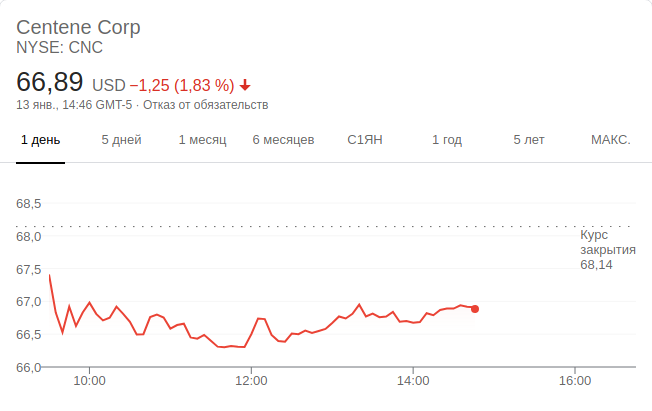 Centene Corp
NYSE: CNC
66,89 USD −1,25 (1,83 %)
13 янв., 14:46 GMT-5 · Отказ от обязательств
1 день 5 дней 1 месяц 6 месяцев С1ЯН 1 год 5 лет МАКС.
68,5
68,0
67,5
67,0
66,5
66,0
Курс
закрытия
68,14
10:00 12:00 14:00 16:00